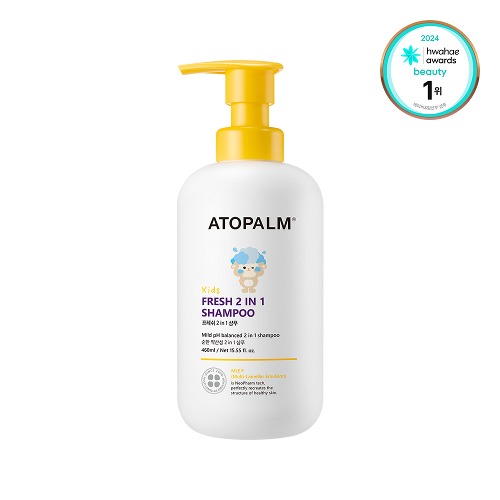 2024
hwahae
awards
beauty
1위
ATOPALM®
Kids
FRESH 2 IN 1
SHAMPOO
프레쉬 2 in 1 샴푸
Mild pH balanced 2 in 1 shampoo
순한 약산성 2 in 1 샴푸
460ml / Net 15.55 fl. oz.
MLE®
(Multi-Lamellar Emulsion)
is NeoPharm tech,
perfectly recreates the
structure of healthy skin.